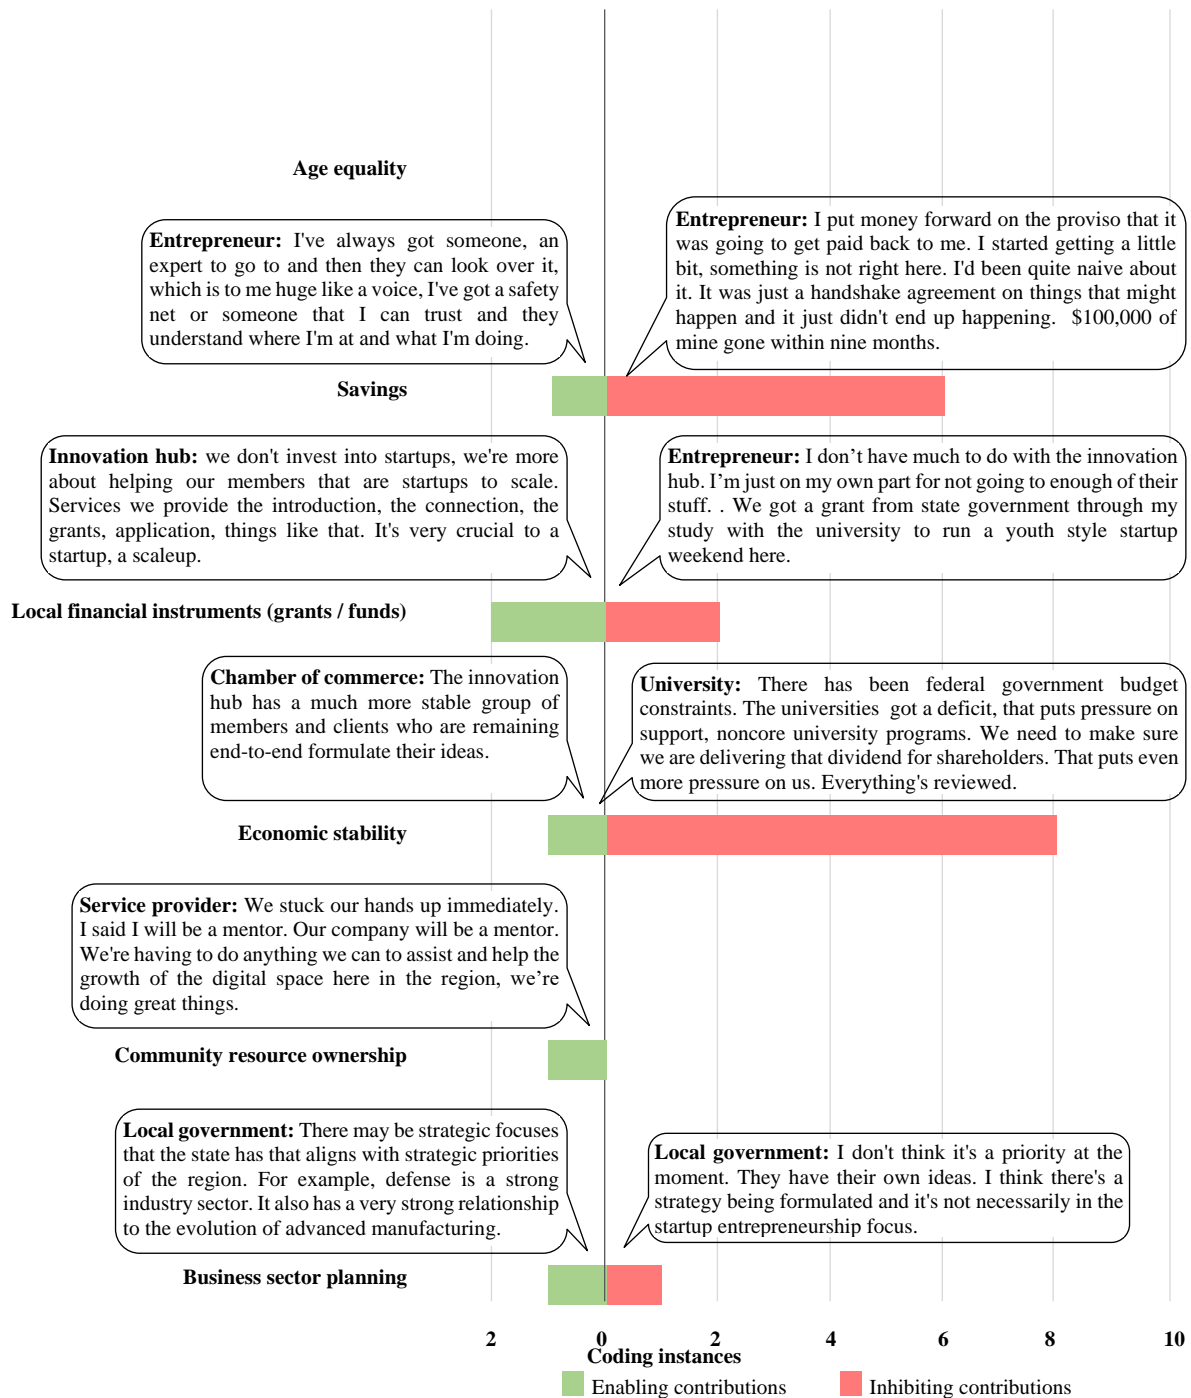 Age equality
Entrepreneur: I've always got someone, an
expert to go to and then they can look over it,
which is to me huge like a voice, I've got a safety
net or someone that I can trust and they
understand where I'm at and what I'm doing.
Entrepreneur: I put money forward on the proviso that it
was going to get paid back to me. I started getting a little
bit, something is not right here. I'd been quite naive about
it. It was just a handshake agreement on things that might
happen and it just didn't end up happening. $100,000 of
mine gone within nine months.
Savings
Innovation hub: we don't invest into startups, we're more
about helping our members that are startups to scale.
Services we provide the introduction, the connection, the
grants, application, things like that. It's very crucial to a
startup, a scaleup.
Entrepreneur: I don’t have much to do with the innovation
hub. I’m just on my own part for not going to enough of their
stuff. . We got a grant from state government through my
study with the university to run a youth style startup
weekend here.
Local financial instruments (grants / funds)
Chamber of commerce: The innovation
hub has a much more stable group of
members and clients who are remaining
end-to-end formulate their ideas.
University: There has been federal government budget
constraints. The universities got a deficit, that puts pressure on
support, noncore university programs. We need to make sure
we are delivering that dividend for shareholders. That puts even
more pressure on us. Everything's reviewed.
Economic stability
Service provider: We stuck our hands up immediately.
I said I will be a mentor. Our company will be a mentor.
We're having to do anything we can to assist and help the
growth of the digital space here in the region, we’re
doing great things.
Community resource ownership
Local government: There may be strategic focuses
that the state has that aligns with strategic priorities
of the region. For example, defense is a strong
industry sector. It also has a very strong relationship
to the evolution of advanced manufacturing.
Local government: I don't think it's a priority at the
moment. They have their own ideas. I think there's a
strategy being formulated and it's not necessarily in the
startup entrepreneurship focus.
Business sector planning
2 0 2 4 6 8 10
Coding instances
Enabling contributions Inhibiting contributions